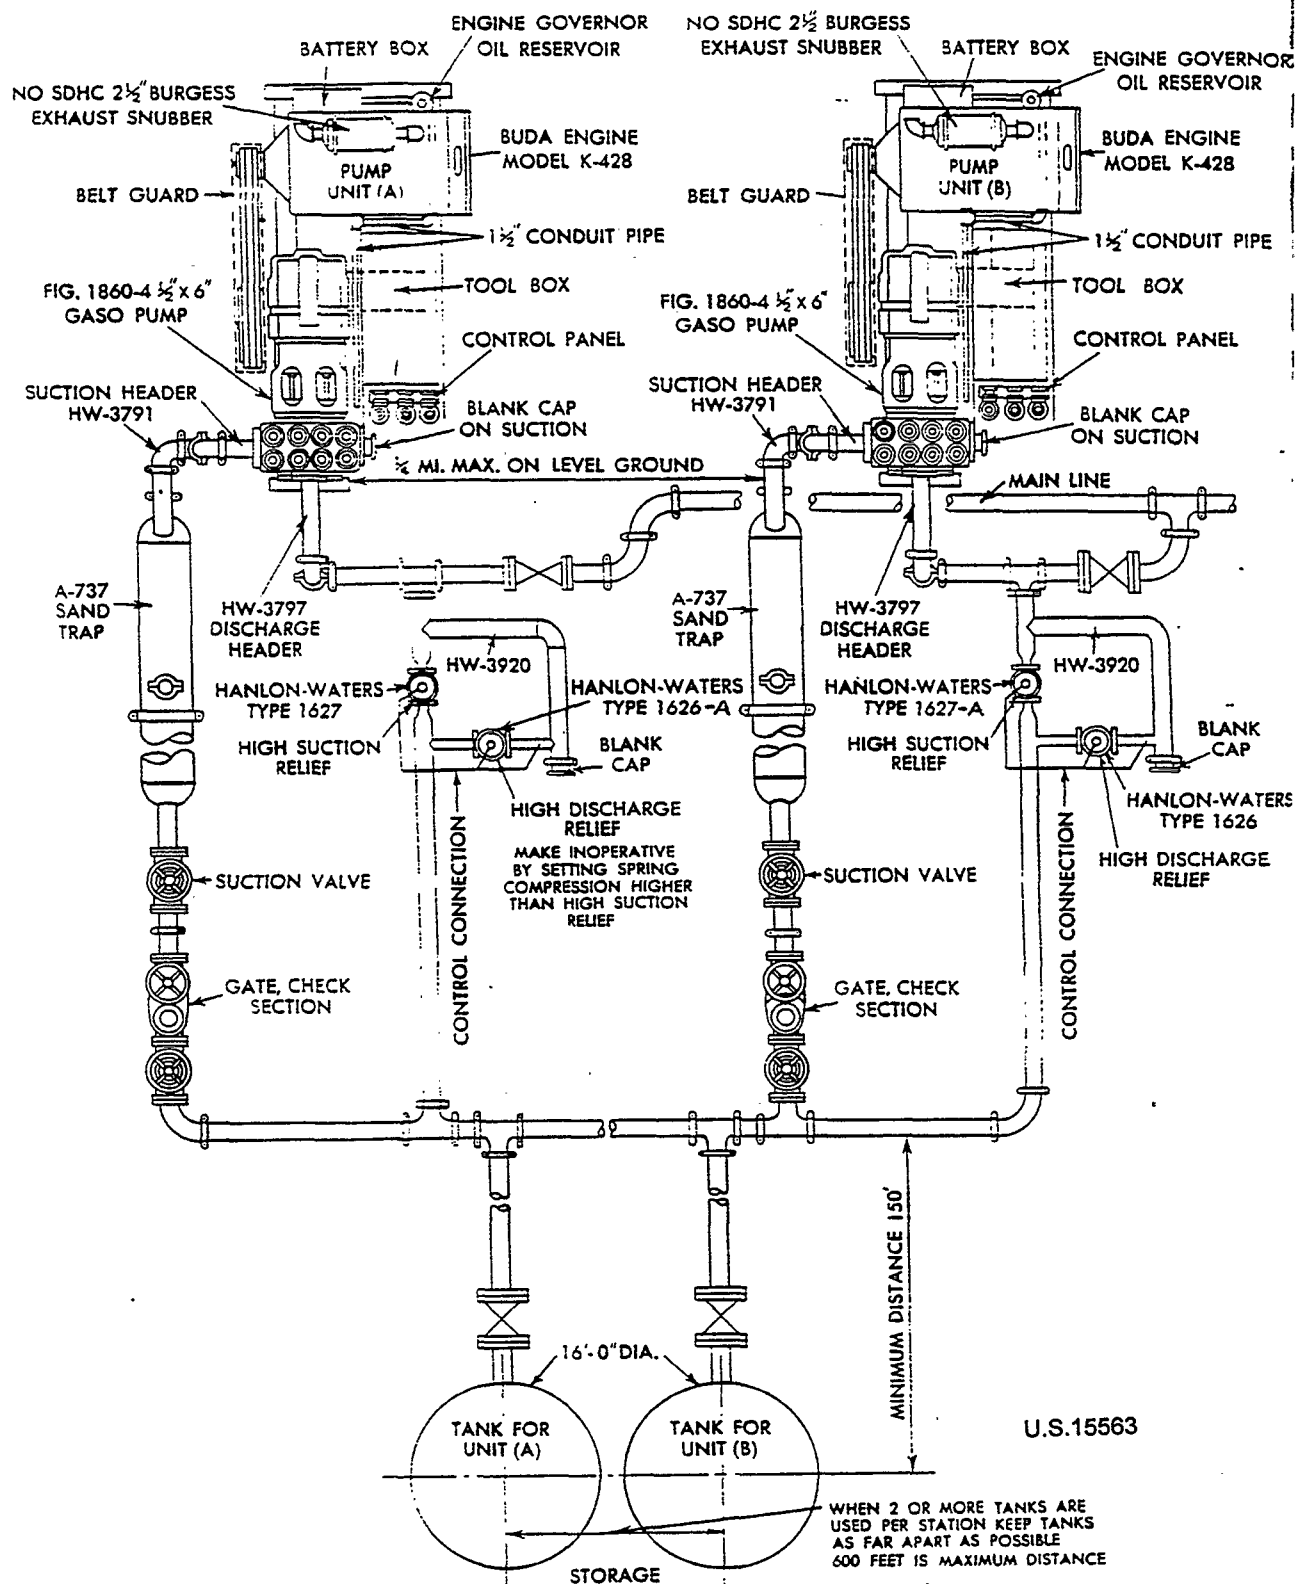 ENGINE GOVERNOR
OIL RESERVOIR
BATTERY BOX
NO SDHC 2½" BURGESS
EXHAUST SNUBBER
BUDA ENGINE
MODEL K-428
PUMP
UNIT (A)
BELT GUARD
1½" CONDUIT PIPE
TOOL BOX
FIG. 1860-4 ½" x 6"
GASO PUMP
CONTROL PANEL
SUCTION HEADER
HW-3791
BLANK CAP
ON SUCTION
¼ MI. MAX. ON LEVEL GROUND
A-737
SAND
TRAP
HW-3797
DISCHARGE
HEADER
HW-3920
HANLON-WATERS
TYPE 1627
HANLON-WATERS
TYPE 1626-A
HIGH SUCTION
RELIEF
BLANK
CAP
HIGH DISCHARGE
RELIEF
MAKE INOPERATIVE
BY SETTING SPRING
COMPRESSION HIGHER
THAN HIGH SUCTION
RELIEF
CONTROL CONNECTION
SUCTION VALVE
GATE, CHECK
SECTION
NO SDHC 2½" BURGESS
EXHAUST SNUBBER
BATTERY BOX
ENGINE GOVERNOR
OIL RESERVOIR
BUDA ENGINE
MODEL K-428
PUMP
UNIT (B)
BELT GUARD
1½" CONDUIT PIPE
TOOL BOX
FIG. 1860-4 ½" x 6"
GASO PUMP
CONTROL PANEL
SUCTION HEADER
HW-3791
BLANK CAP
ON SUCTION
MAIN LINE
A-737
SAND
TRAP
HW-3797
DISCHARGE
HEADER
HW-3920
HANLON-WATERS
TYPE 1627-A
HIGH SUCTION
RELIEF
BLANK
CAP
HANLON-WATERS
TYPE 1626
HIGH DISCHARGE
RELIEF
CONTROL CONNECTION
SUCTION VALVE
GATE, CHECK
SECTION
MINIMUM DISTANCE 150'
16'-0" DIA.
TANK FOR
UNIT (A)
TANK FOR
UNIT (B)
U.S.15563
WHEN 2 OR MORE TANKS ARE
USED PER STATION KEEP TANKS
AS FAR APART AS POSSIBLE
600 FEET IS MAXIMUM DISTANCE
STORAGE